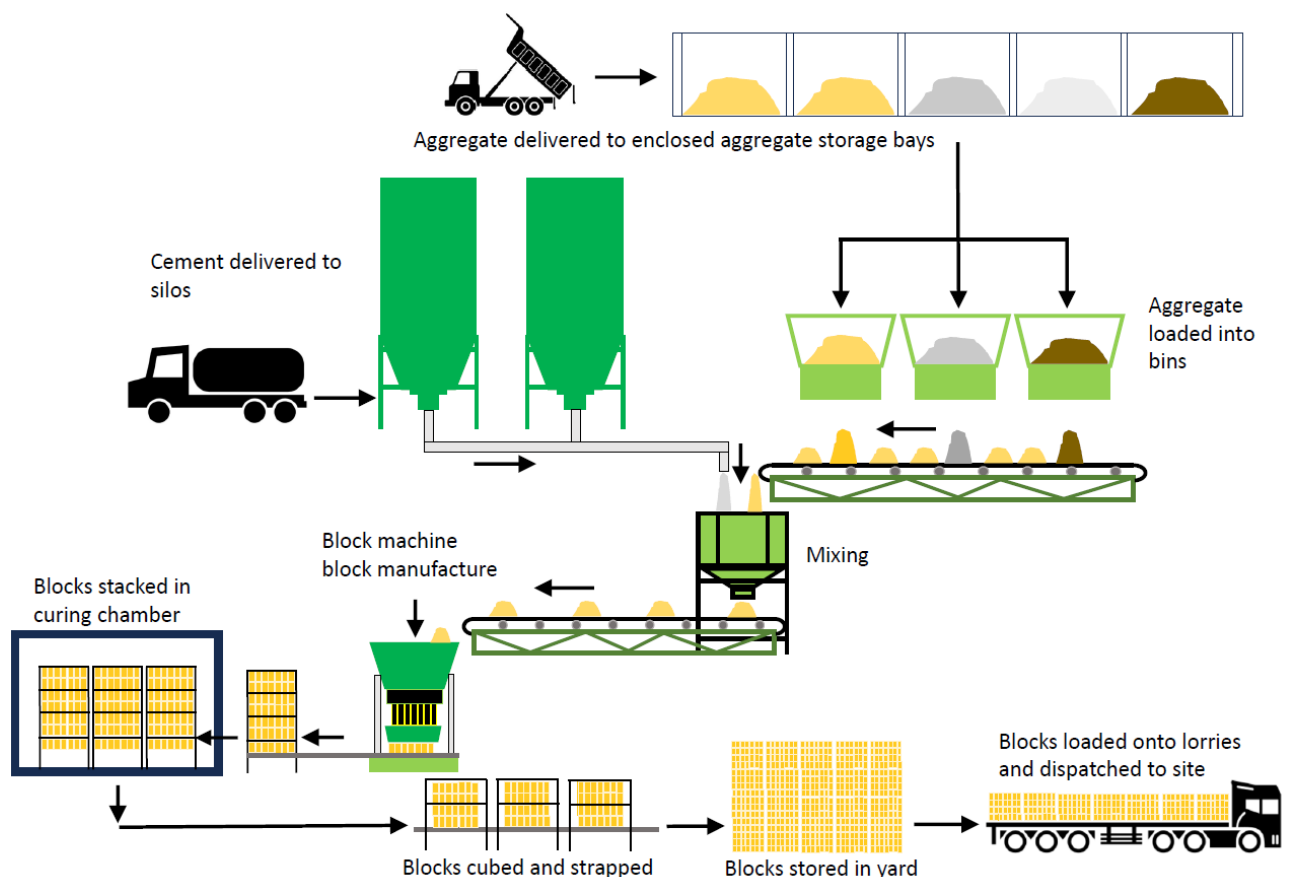 Aggregate delivered to enclosed aggregate storage bays
Cement delivered to
silos
Aggregate
loaded into
bins
Mixing
Block machine
block manufacture
Blocks stacked in
curing chamber
Blocks cubed and strapped
Blocks stored in yard
Blocks loaded onto lorries
and dispatched to site